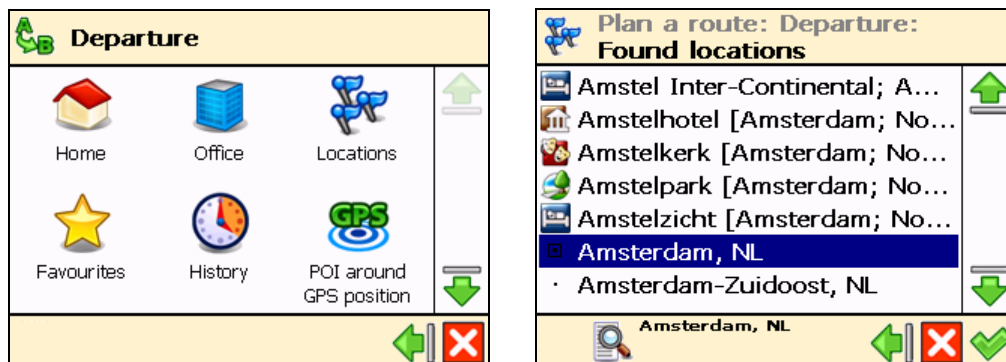 A B Departure
Home Office Locations
GPS
Favourites History POI around
GPS position
Plan a route: Departure:
Found locations
Amstel Inter-Continental; A...
Amstelhotel [Amsterdam; No...
Amstelkerk [Amsterdam; No...
Amstelpark [Amsterdam; No...
Amstelzicht [Amsterdam; No...
Amsterdam, NL
Amsterdam-Zuidoost, NL
Amsterdam, NL